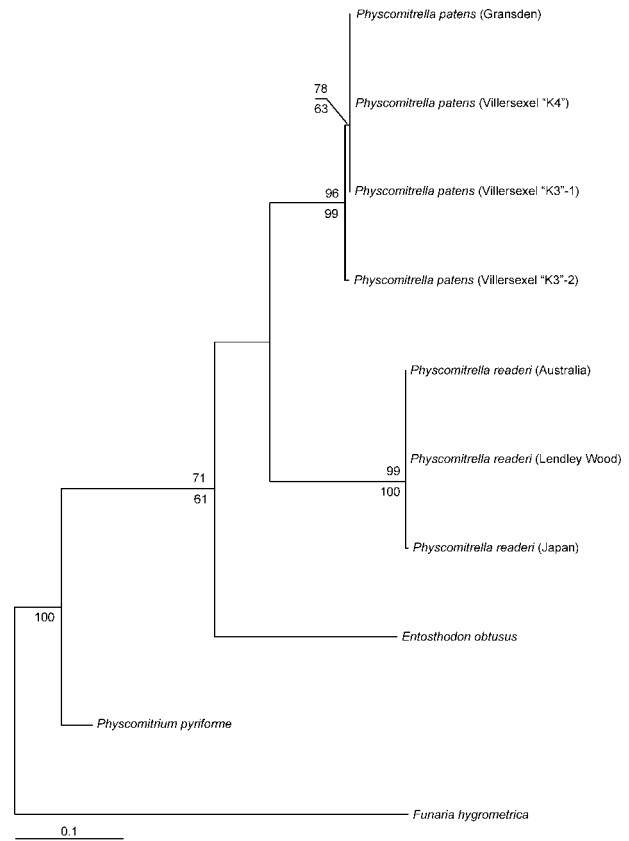 Physcomitrella patens (Gransden)
78
63
Physcomitrella patens (Villersexel “K4”)
96
99
Physcomitrella patens (Villersexel “K3”-1)
Physcomitrella patens (Villersexel “K3”-2)
Physcomitrella readeri (Australia)
Physcomitrella readeri (Lendley Wood)
99
100
71
61
Physcomitrella readeri (Japan)
100
Entosthodon obtusus
Physcomitrium pyriforme
Funaria hygrometrica
0.1